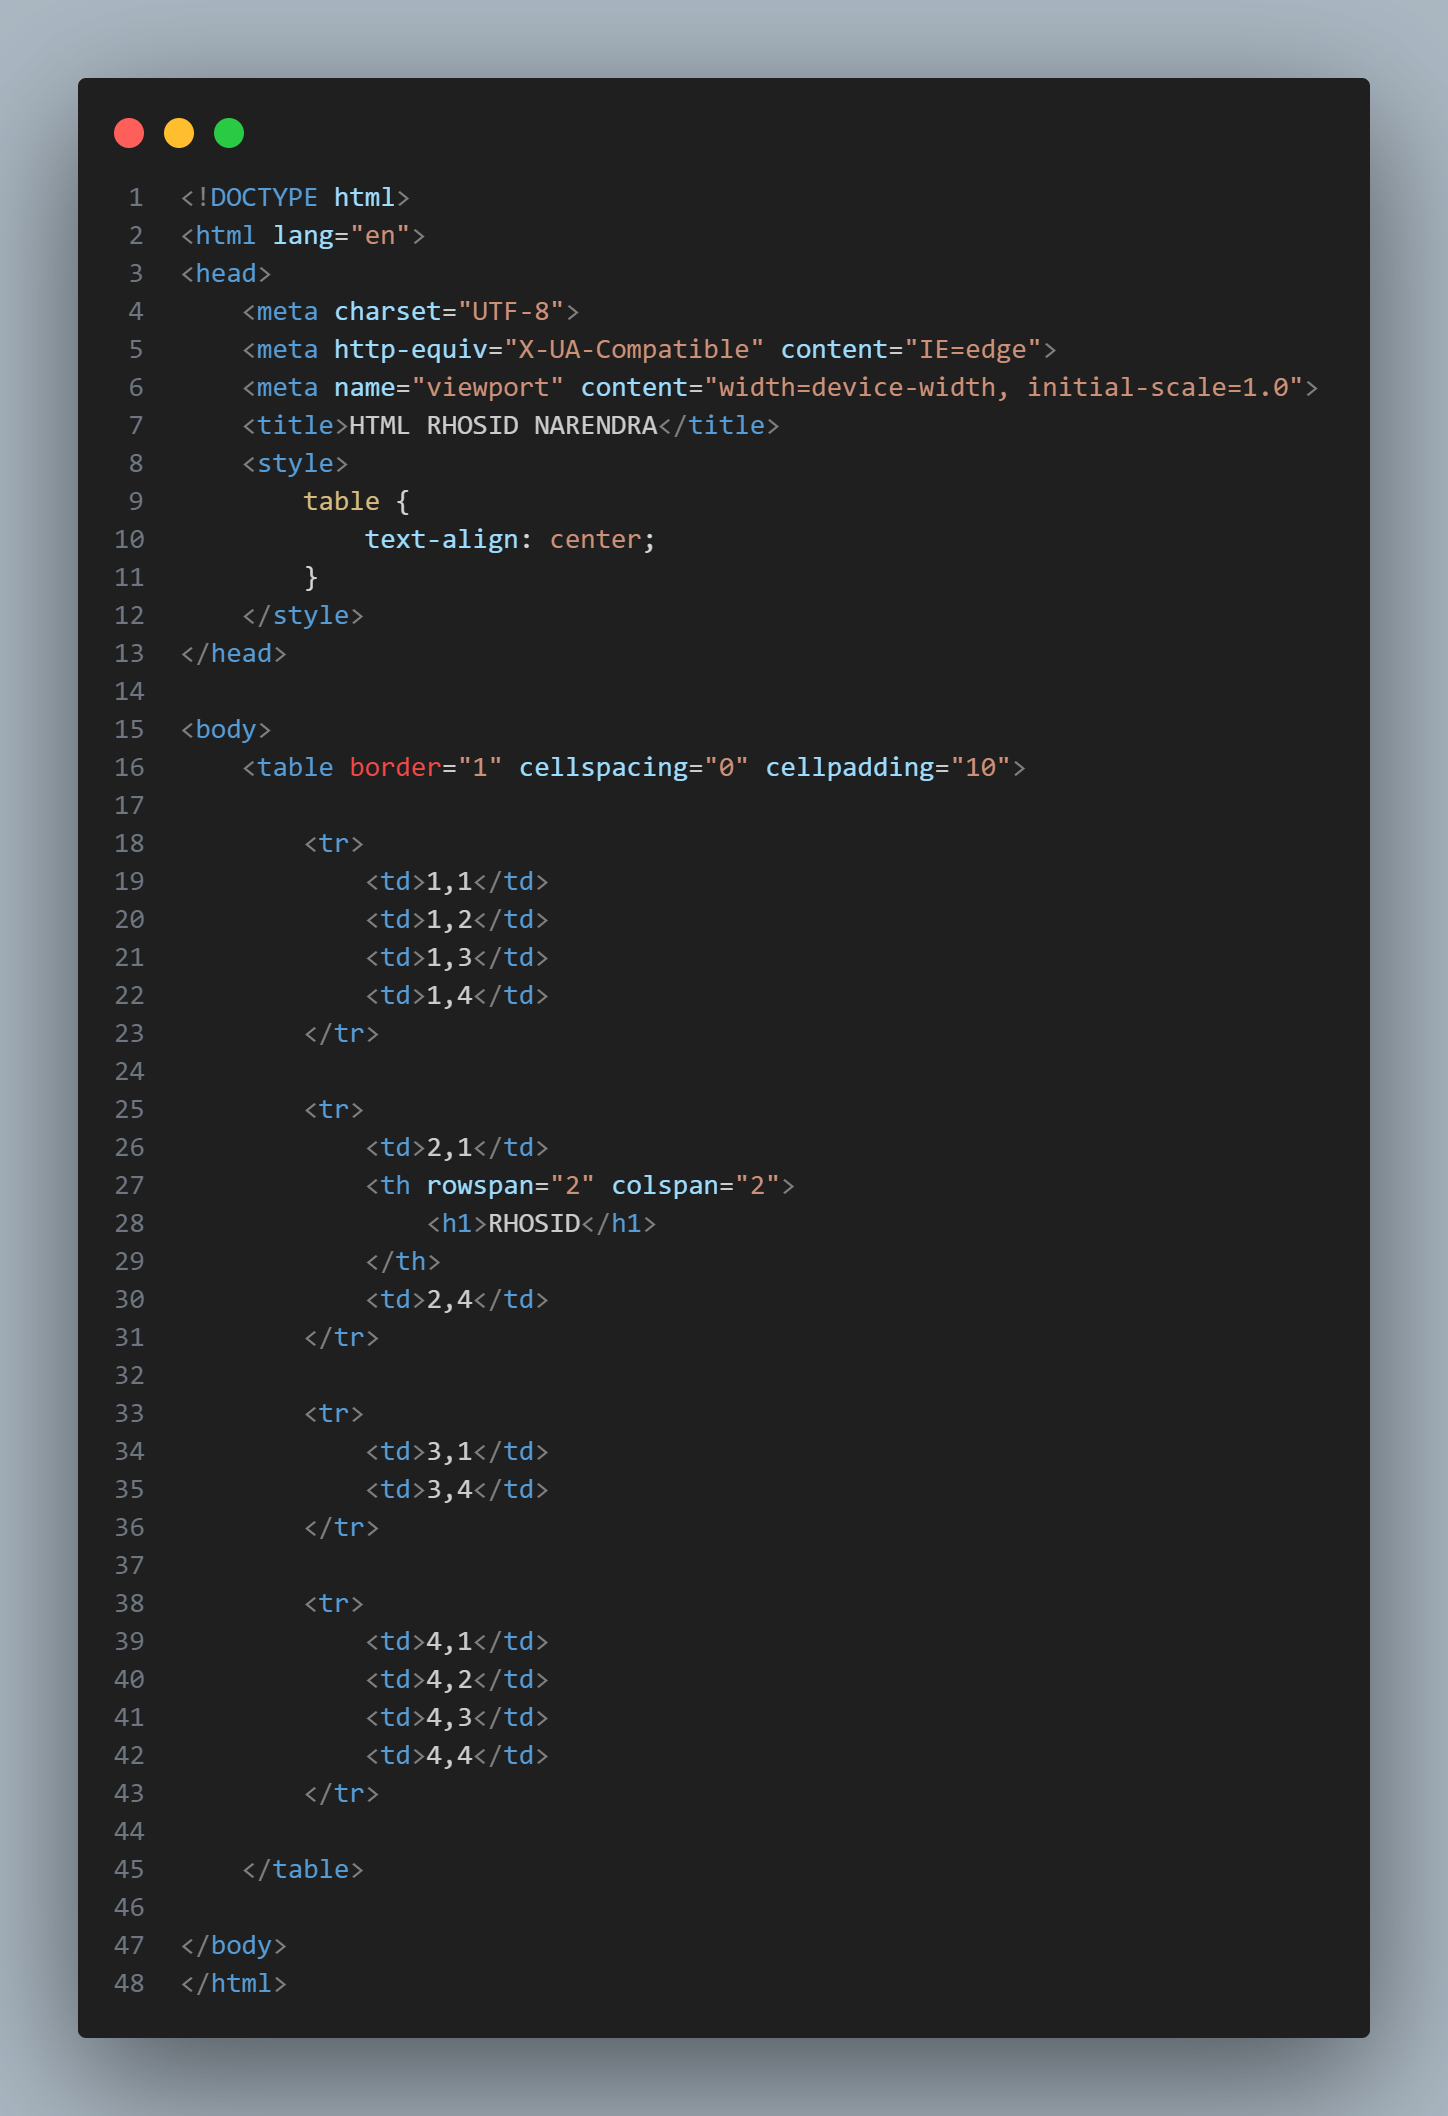 1 <!DOCTYPE html>
2 <html lang="en">
3 <head>
4     <meta charset="UTF-8">
5     <meta http-equiv="X-UA-Compatible" content="IE=edge">
6     <meta name="viewport" content="width=device-width, initial-scale=1.0">
7     <title>HTML RHOSID NARENDRA</title>
8     <style>
9         table {
10             text-align: center;
11         }
12     </style>
13 </head>
14
15 <body>
16     <table border="1" cellspacing="0" cellpadding="10">
17
18         <tr>
19             <td>1,1</td>
20             <td>1,2</td>
21             <td>1,3</td>
22             <td>1,4</td>
23         </tr>
24
25         <tr>
26             <td>2,1</td>
27             <th rowspan="2" colspan="2">
28                 <h1>RHOSID</h1>
29             </th>
30             <td>2,4</td>
31         </tr>
32
33         <tr>
34             <td>3,1</td>
35             <td>3,4</td>
36         </tr>
37
38         <tr>
39             <td>4,1</td>
40             <td>4,2</td>
41             <td>4,3</td>
42             <td>4,4</td>
43         </tr>
44
45     </table>
46
47 </body>
48 </html>